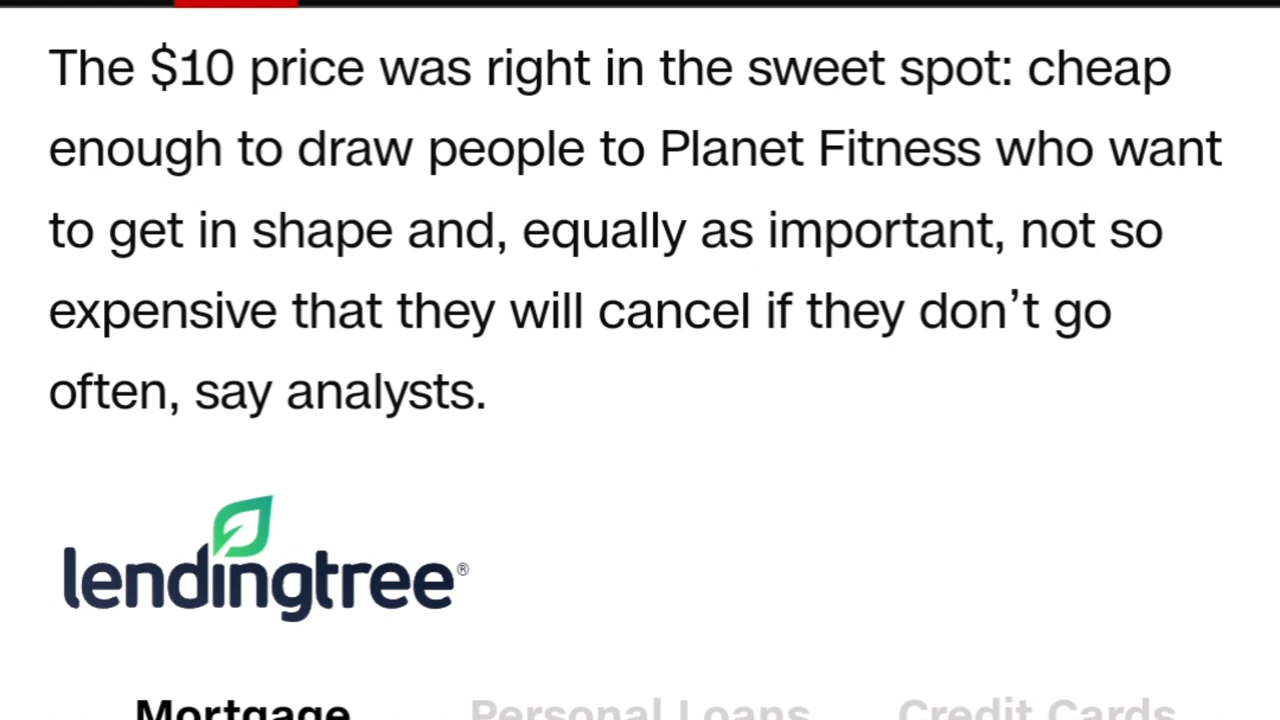 The $10 price was right in the sweet spot: cheap
enough to draw people to Planet Fitness who want
to get in shape and, equally as important, not so
expensive that they will cancel if they don’t go
often, say analysts.
lendingtree®
Mortgage Personal Loans Credit Cards